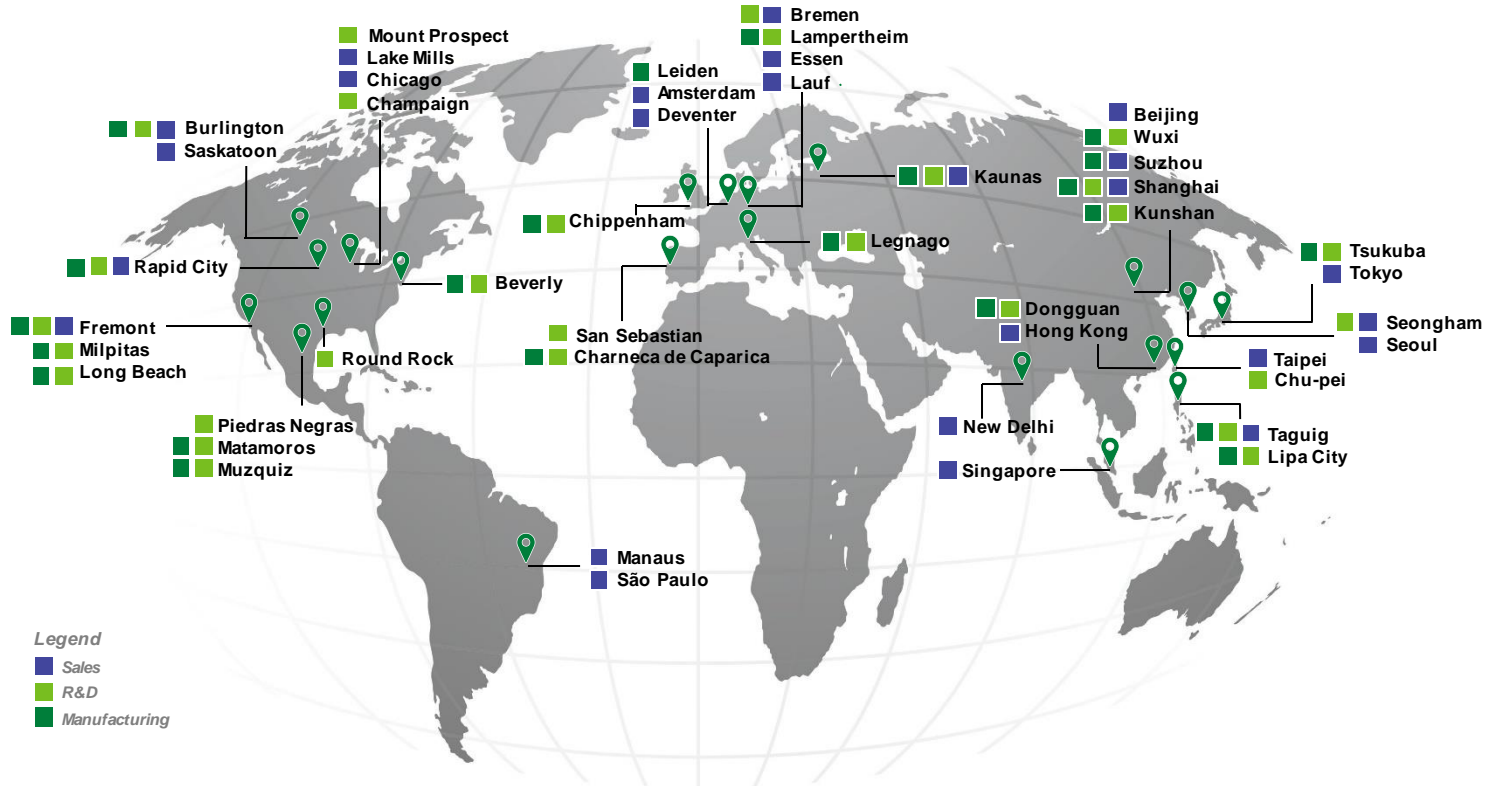 Mount Prospect
Lake Mills
Chicago
Champaign
Bremen
Lampertheim
Essen
Lauf
Leiden
Amsterdam
Deventer
Burlington
Saskatoon
Beijing
Wuxi
Suzhou
Shanghai
Kunshan
Kaunas
Chippenham
Legnago
Rapid City
Beverly
Tsukuba
Tokyo
Fremont
Milpitas
Long Beach
Round Rock
San Sebastian
Charneca de Caparica
Dongguan
Hong Kong
Seongham
Seoul
Taipei
Chu-pei
Piedras Negras
Matamoros
Muzquiz
New Delhi
Singapore
Taguig
Lipa City
Manaus
São Paulo
Legend
Sales
R&D
Manufacturing